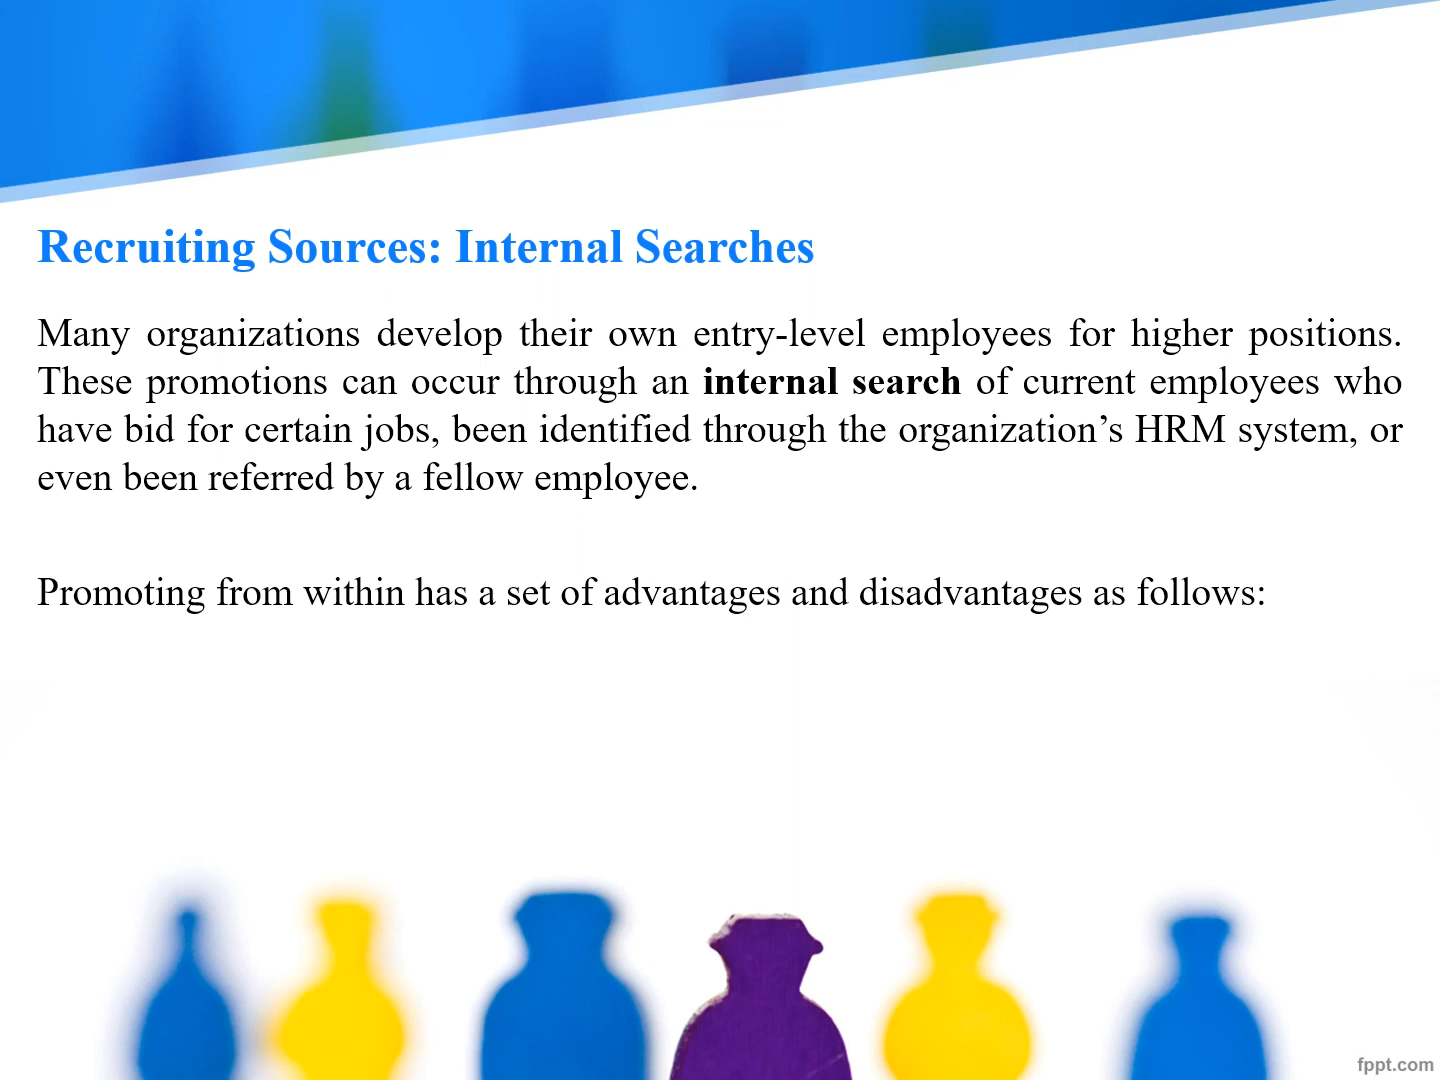 Recruiting Sources: Internal Searches
Many organizations develop their own entry-level employees for higher positions.
These promotions can occur through an internal search of current employees who
have bid for certain jobs, been identified through the organization’s HRM system, or
even been referred by a fellow employee.
Promoting from within has a set of advantages and disadvantages as follows:
fppt.com